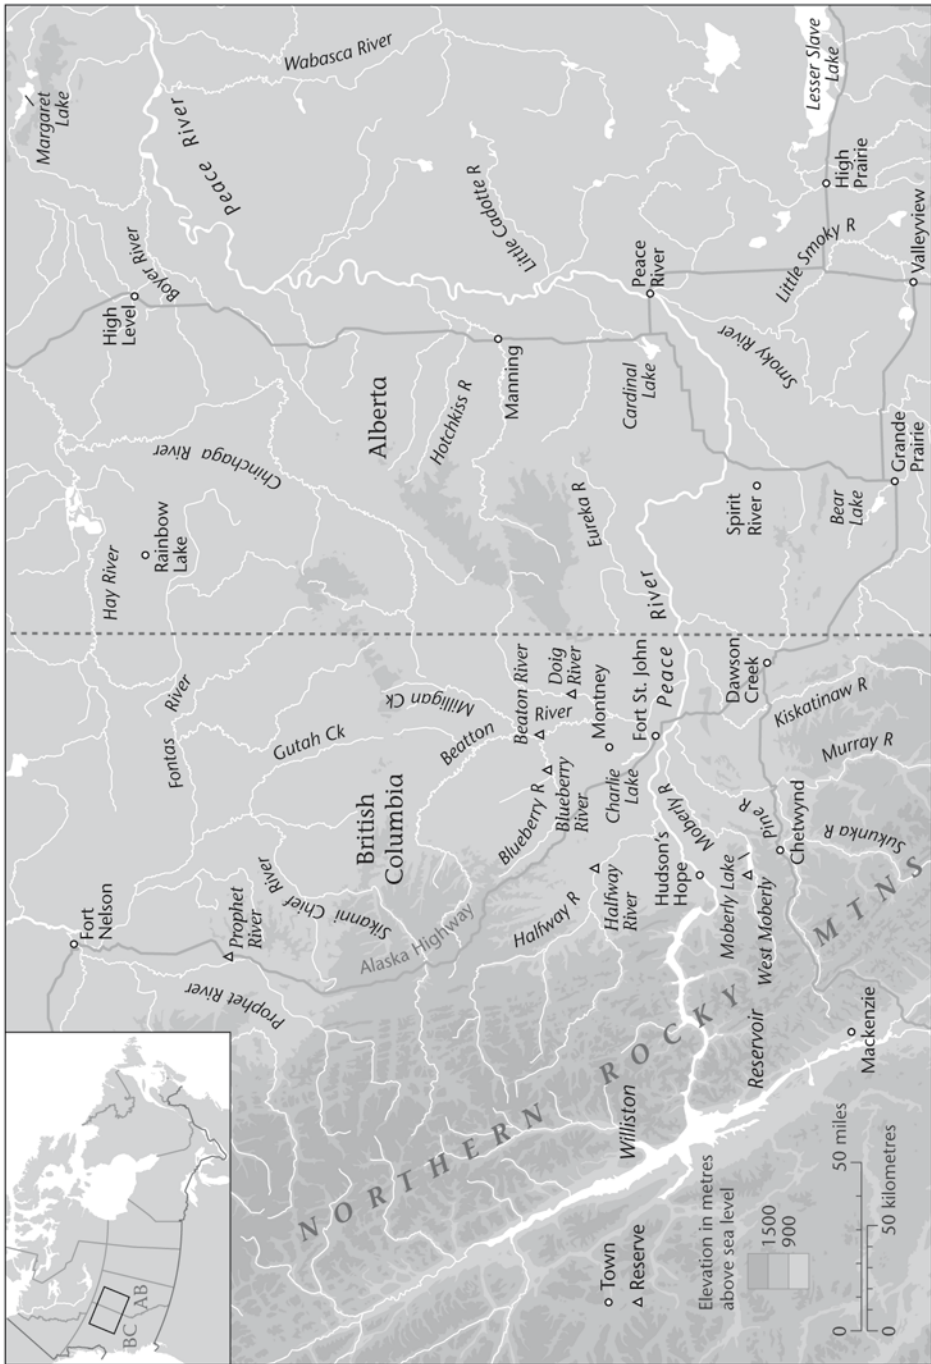 Margaret
Lake
Wabasca River
Peace River
Lesser Slave
Lake
High
Prairie
Little Cadotte R
Boyer River
High
Level
Peace
River
Little Smoky R
Valleyview
Smoky River
Manning
Cardinal
Lake
Alberta
Hotchkiss R
Chinchaga River
Grande
Prairie
Bear
Lake
Spirit
River
Eureka R
Rainbow
Lake
Hay River
River
Peace
Fontas
River
Gutah Ck
Milligan Ck
Beatton
River
Beaton River
Doig
River
Montney
Fort St. John
Dawson
Creek
Kiskatinaw R
Murray R
British
Columbia
Blueberry R
Blueberry
River
Charlie
Lake
Moberly R
Pine R
Chetwynd
Sukunka R
Hudson's
Hope
Moberly Lake
West Moberly
Halfway R
Halfway
River
Fort
Nelson
Prophet
River
Sikanni Chief River
Alaska Highway
Prophet River
NORTHERN ROCKY MTNS
Williston
Reservoir
Mackenzie
BC
AB
Town
Reserve
Elevation in metres
above sea level
1500
900
0
50 miles
0
50 kilometres